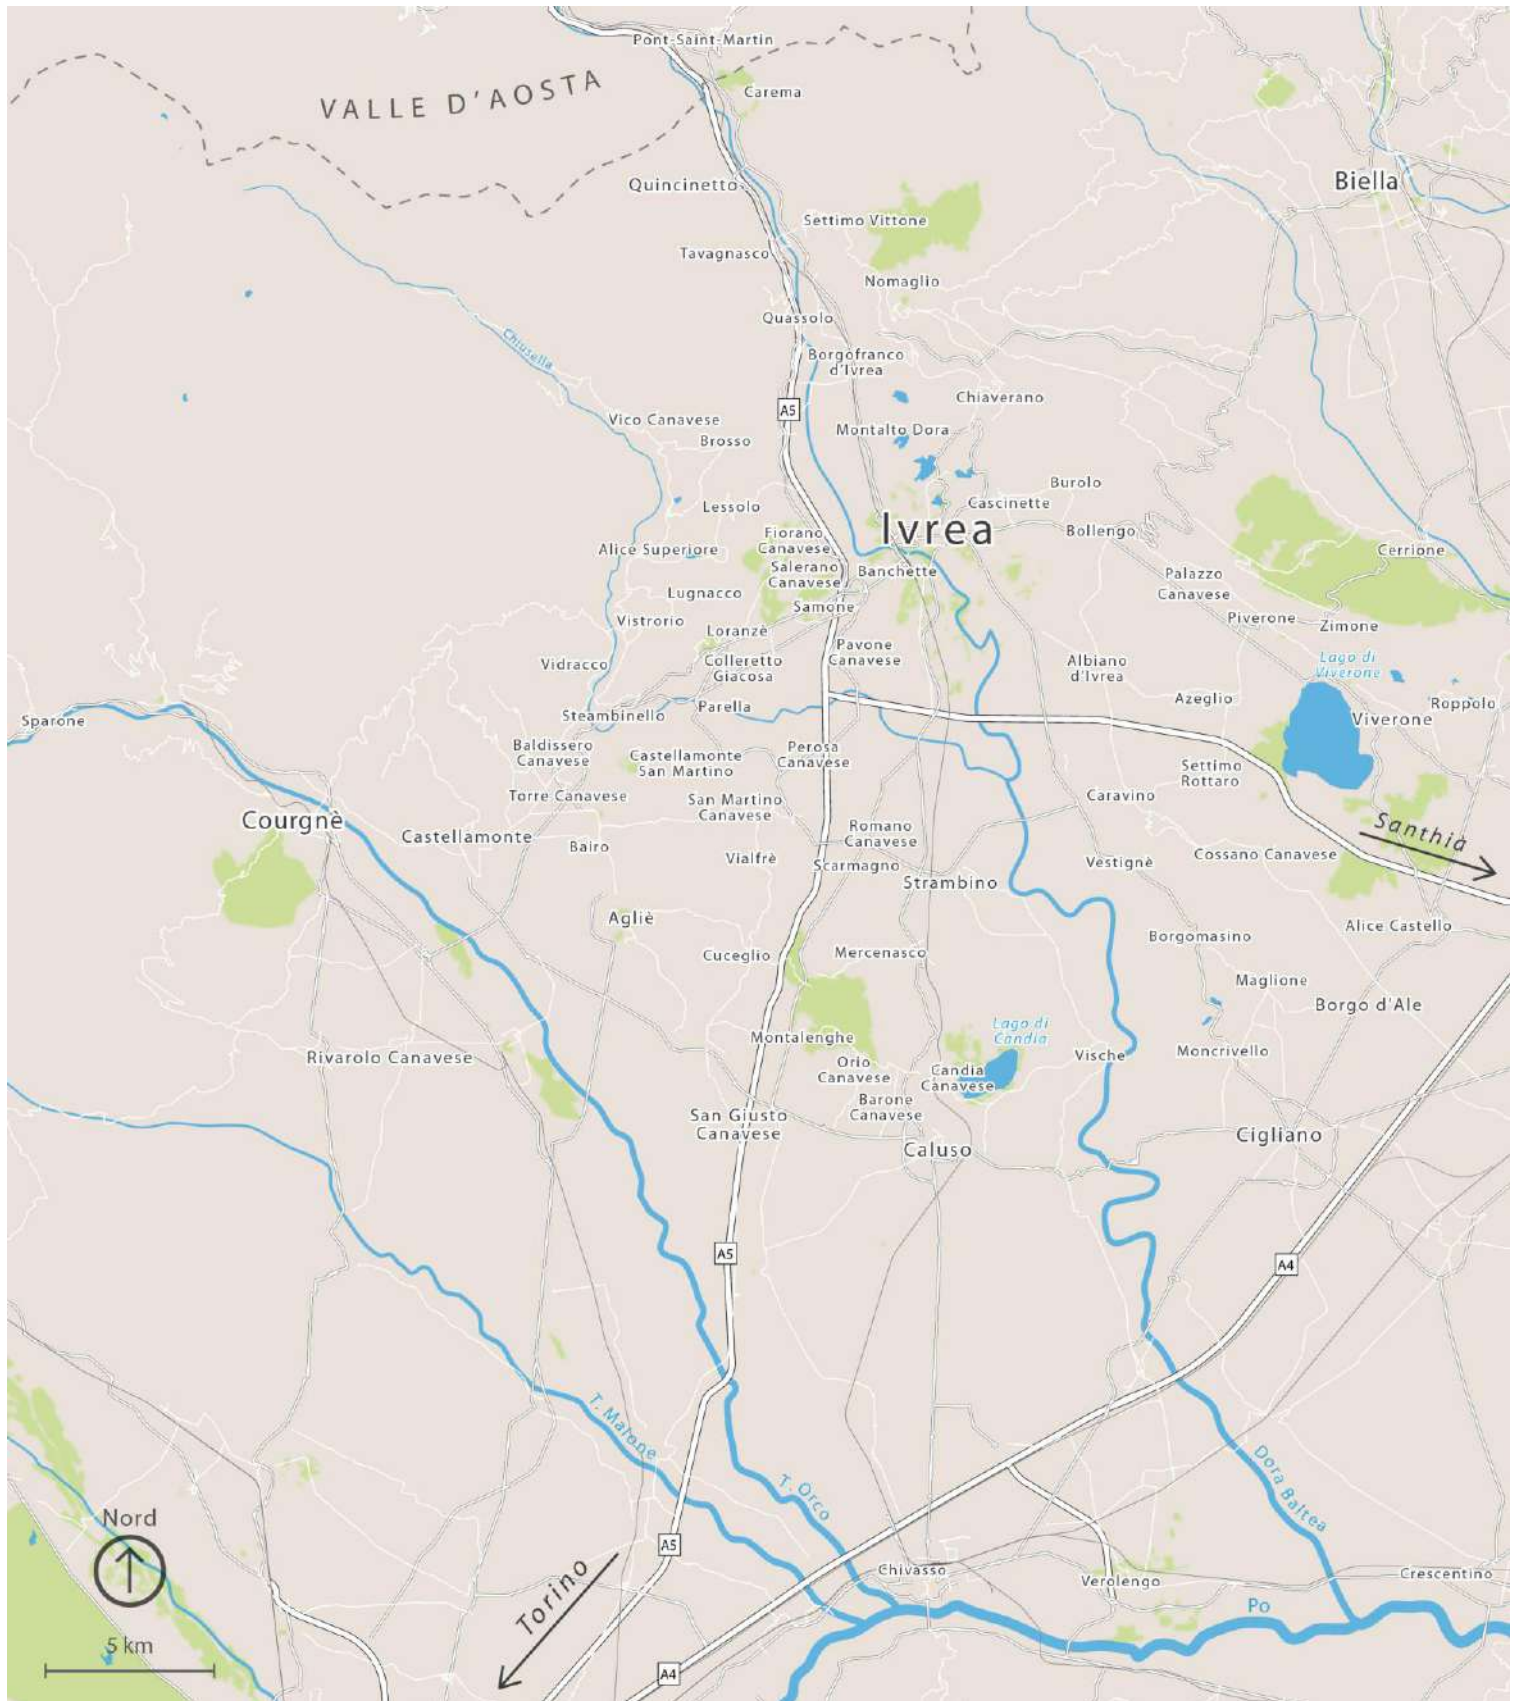 Pont-Saint-Martin
VALLE D'AOSTA
Carema
Biella
Quincinetto
Settimo Vittone
Tavagnasco
Nomaglio
Quassolo
Chiusella
Borgofranco
d'Ivrea
Chiaverano
A5
Vico Canavese
Montalto Dora
Brosso
Burolo
Cascinette
Lessolo
Ivrea
Bollengo
Fiorano
Canavese
Alice Superiore
Cerrione
Salerano
Canavese
Banchette
Palazzo
Canavese
Lugnacco
Samone
Vistrorio
Piverone
Zimone
Loranzè
Pavone
Canavese
Vidracco
Colleretto
Giacosa
Albiano
d'Ivrea
Lago di
Viverone
Azeglio
Roppolo
Parella
Steambinello
Sparone
Viverone
Baldissero
Canavese
Castellamonte
San Martino
Perosa
Canavese
Settimo
Rottaro
Torre Canavese
San Martino
Canavese
Caravino
Courgnè
Castellamonte
Romano
Canavese
Santhià
Bairo
Vialfrè
Scarmagno
Vestignè
Cossano Canavese
Strambino
Agliè
Alice Castello
Borgomasino
Cuceglio
Mercenasco
Maglione
Borgo d'Ale
Lago di
Candia
Montalenghe
Rivarolo Canavese
Vische
Moncrivello
Orio
Canavese
Candia
Canavese
Barone
Canavese
San Giusto
Canavese
Cigliano
Caluso
A5
A4
T. Malone
T. Orco
Dora Baltea
Nord
A5
Chivasso
Verolengo
Crescentino
Torino
Po
5 km
A4